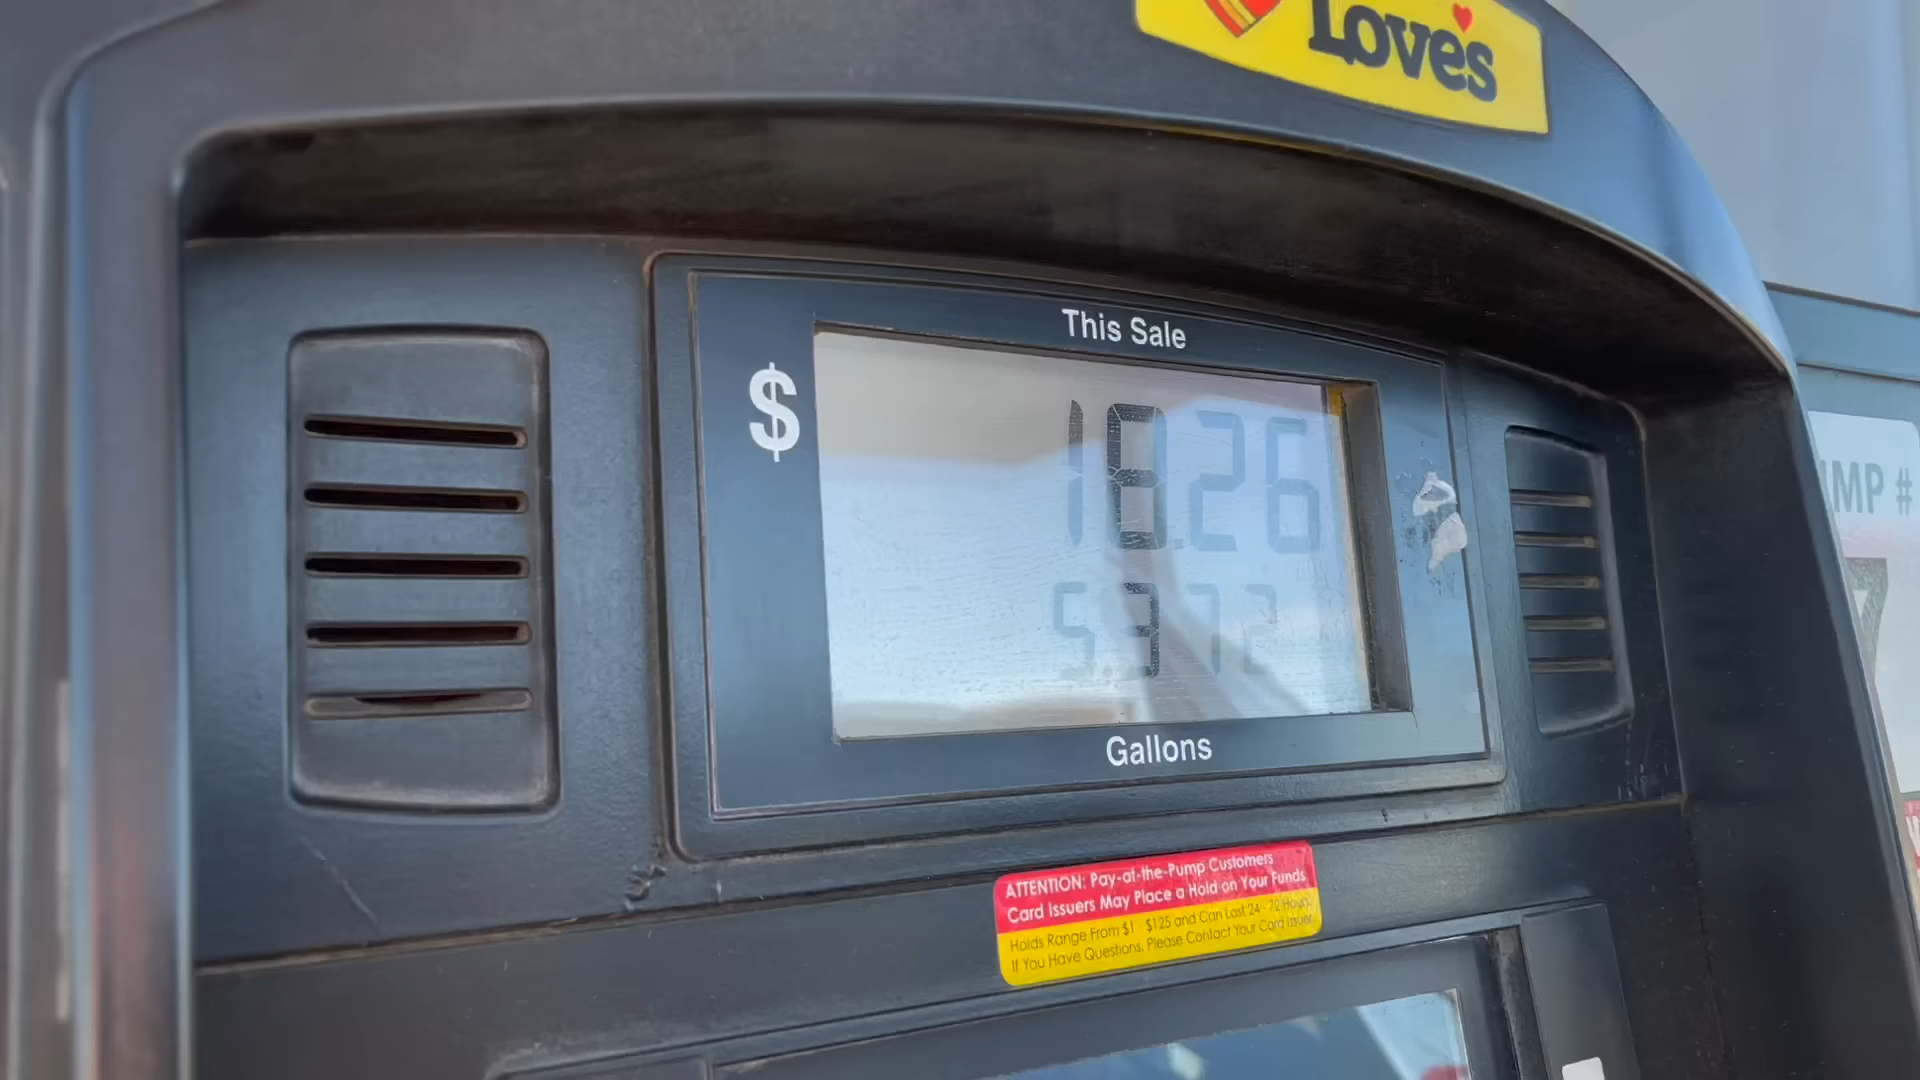 Love's
This Sale
$
18.26
5.372
Gallons
ATTENTION: Pay-at-the-Pump Customers
Card Issuers May Place a Hold on Your Funds
Holds Range From $1 - $125 and Can Last 24 - 72 Hours.
If You Have Questions, Please Contact Your Card Issuer
UMP #
7